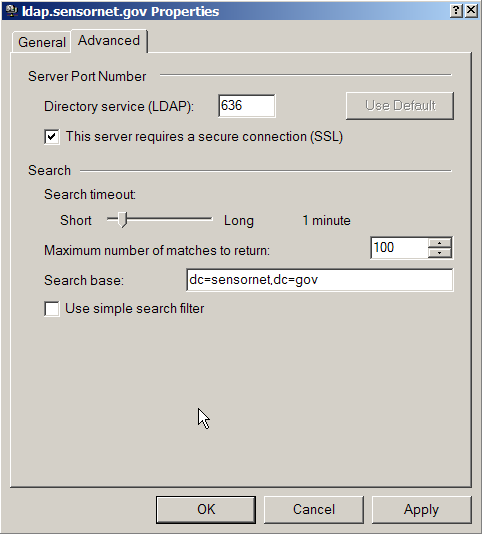 ldap.sensornet.gov Properties
General Advanced
Server Port Number
Directory service (LDAP): 636 Use Default
This server requires a secure connection (SSL)
Search
Search timeout:
Short Long 1 minute
Maximum number of matches to return: 100
Search base: dc=sensornet,dc=gov
Use simple search filter
OK Cancel Apply